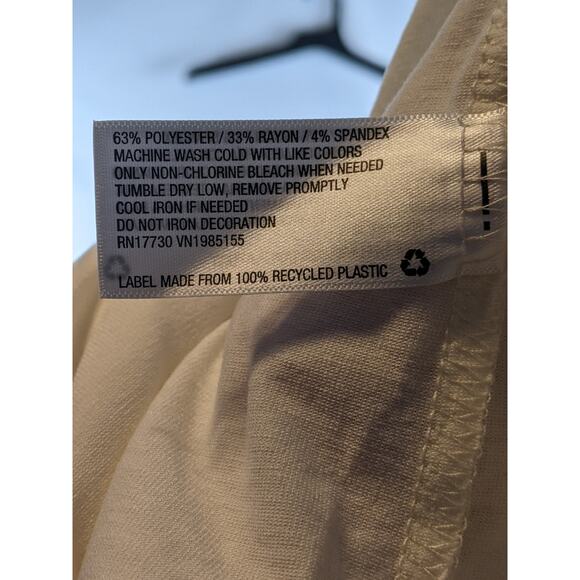 63% POLYESTER / 33% RAYON / 4% SPANDEX
MACHINE WASH COLD WITH LIKE COLORS
ONLY NON-CHLORINE BLEACH WHEN NEEDED
TUMBLE DRY LOW, REMOVE PROMPTLY
COOL IRON IF NEEDED
DO NOT IRON DECORATION
RN17730 VN1985155
LABEL MADE FROM 100% RECYCLED PLASTIC